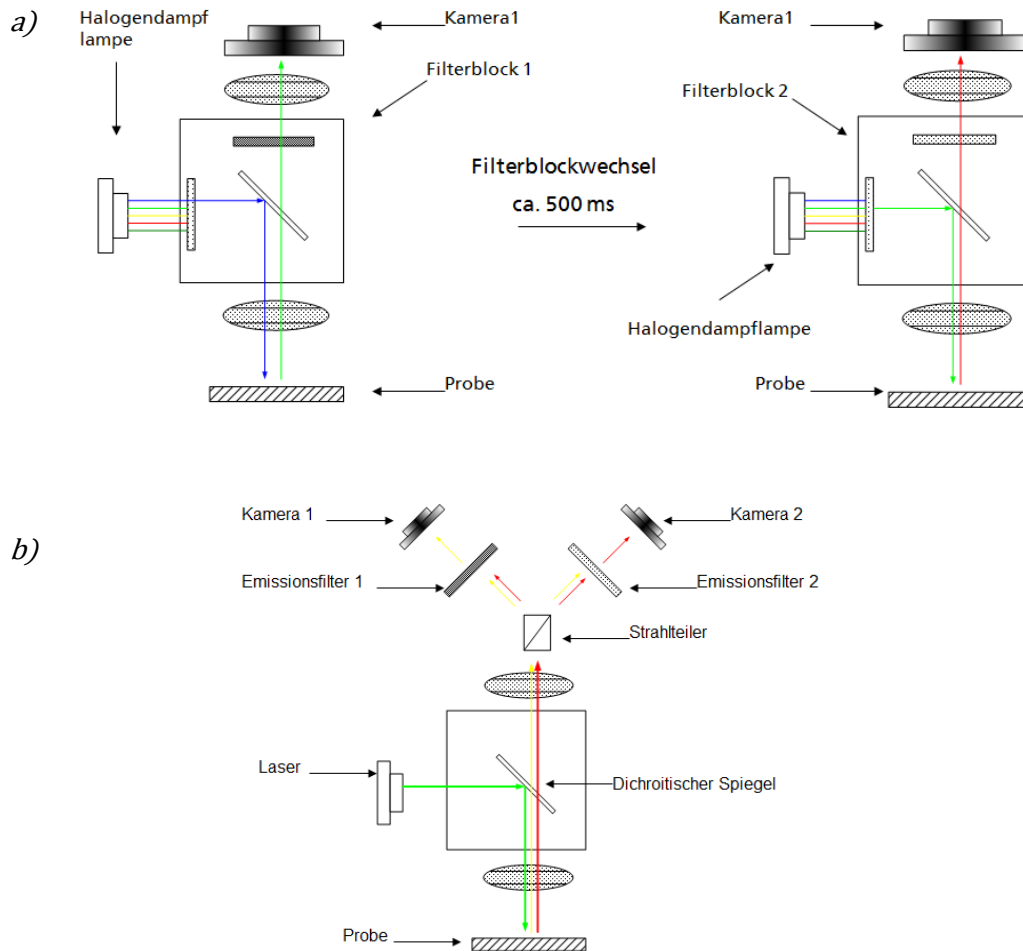 a)
Halogendampf
lampe
Kamera1
Filterblock 1
Probe
Filterblockwechsel
ca. 500 ms
Kamera1
Filterblock 2
Halogendampflampe
Probe
b)
Kamera 1
Kamera 2
Emissionsfilter 1
Emissionsfilter 2
Strahlteiler
Laser
Dichroitischer Spiegel
Probe